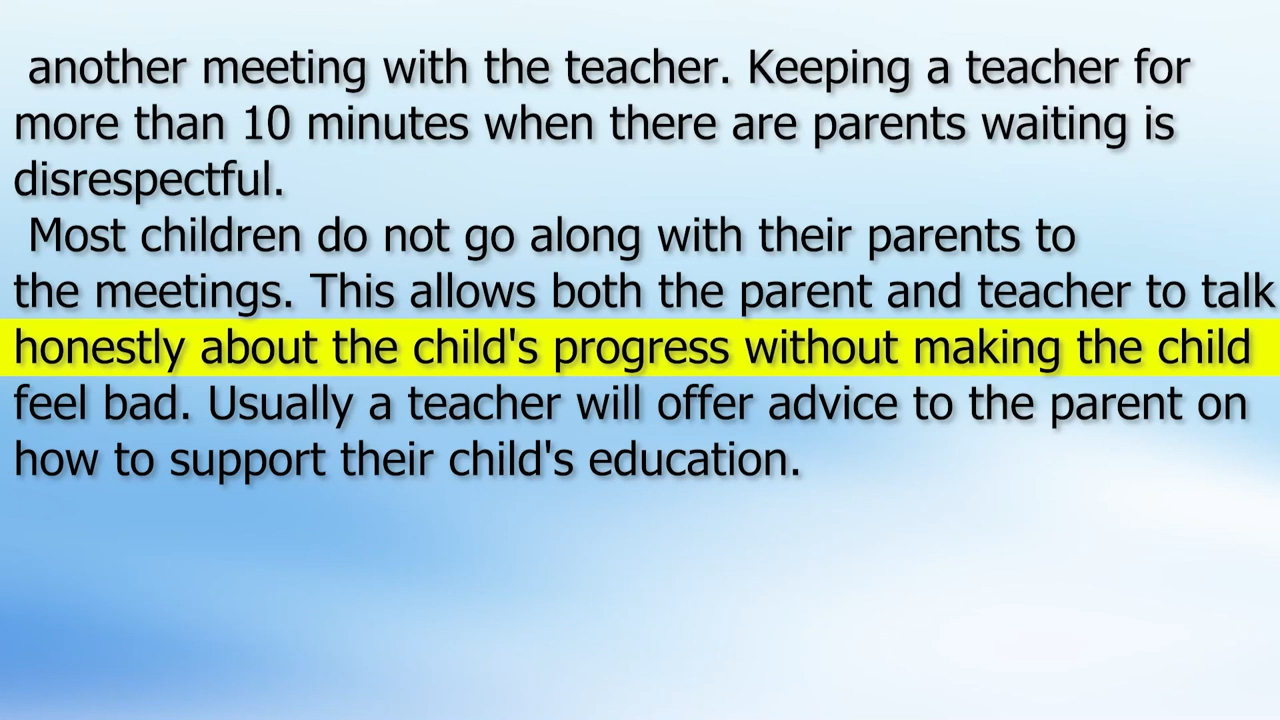 another meeting with the teacher. Keeping a teacher for
more than 10 minutes when there are parents waiting is
disrespectful.
Most children do not go along with their parents to
the meetings. This allows both the parent and teacher to talk
honestly about the child's progress without making the child
feel bad. Usually a teacher will offer advice to the parent on
how to support their child's education.